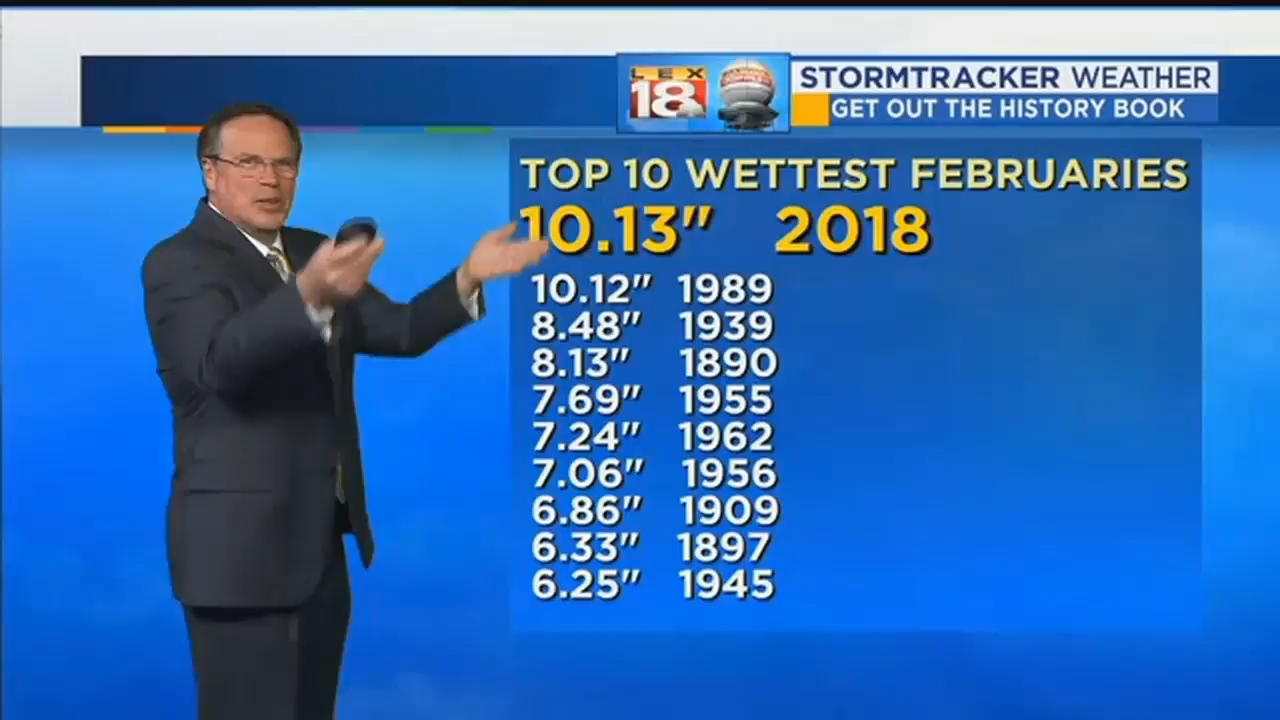 LEX
18
STORMTRACKER WEATHER
GET OUT THE HISTORY BOOK
TOP 10 WETTEST FEBRUARIES
10.13" 2018
10.12" 1989
8.48" 1939
8.13" 1890
7.69" 1955
7.24" 1962
7.06" 1956
6.86" 1909
6.33" 1897
6.25" 1945